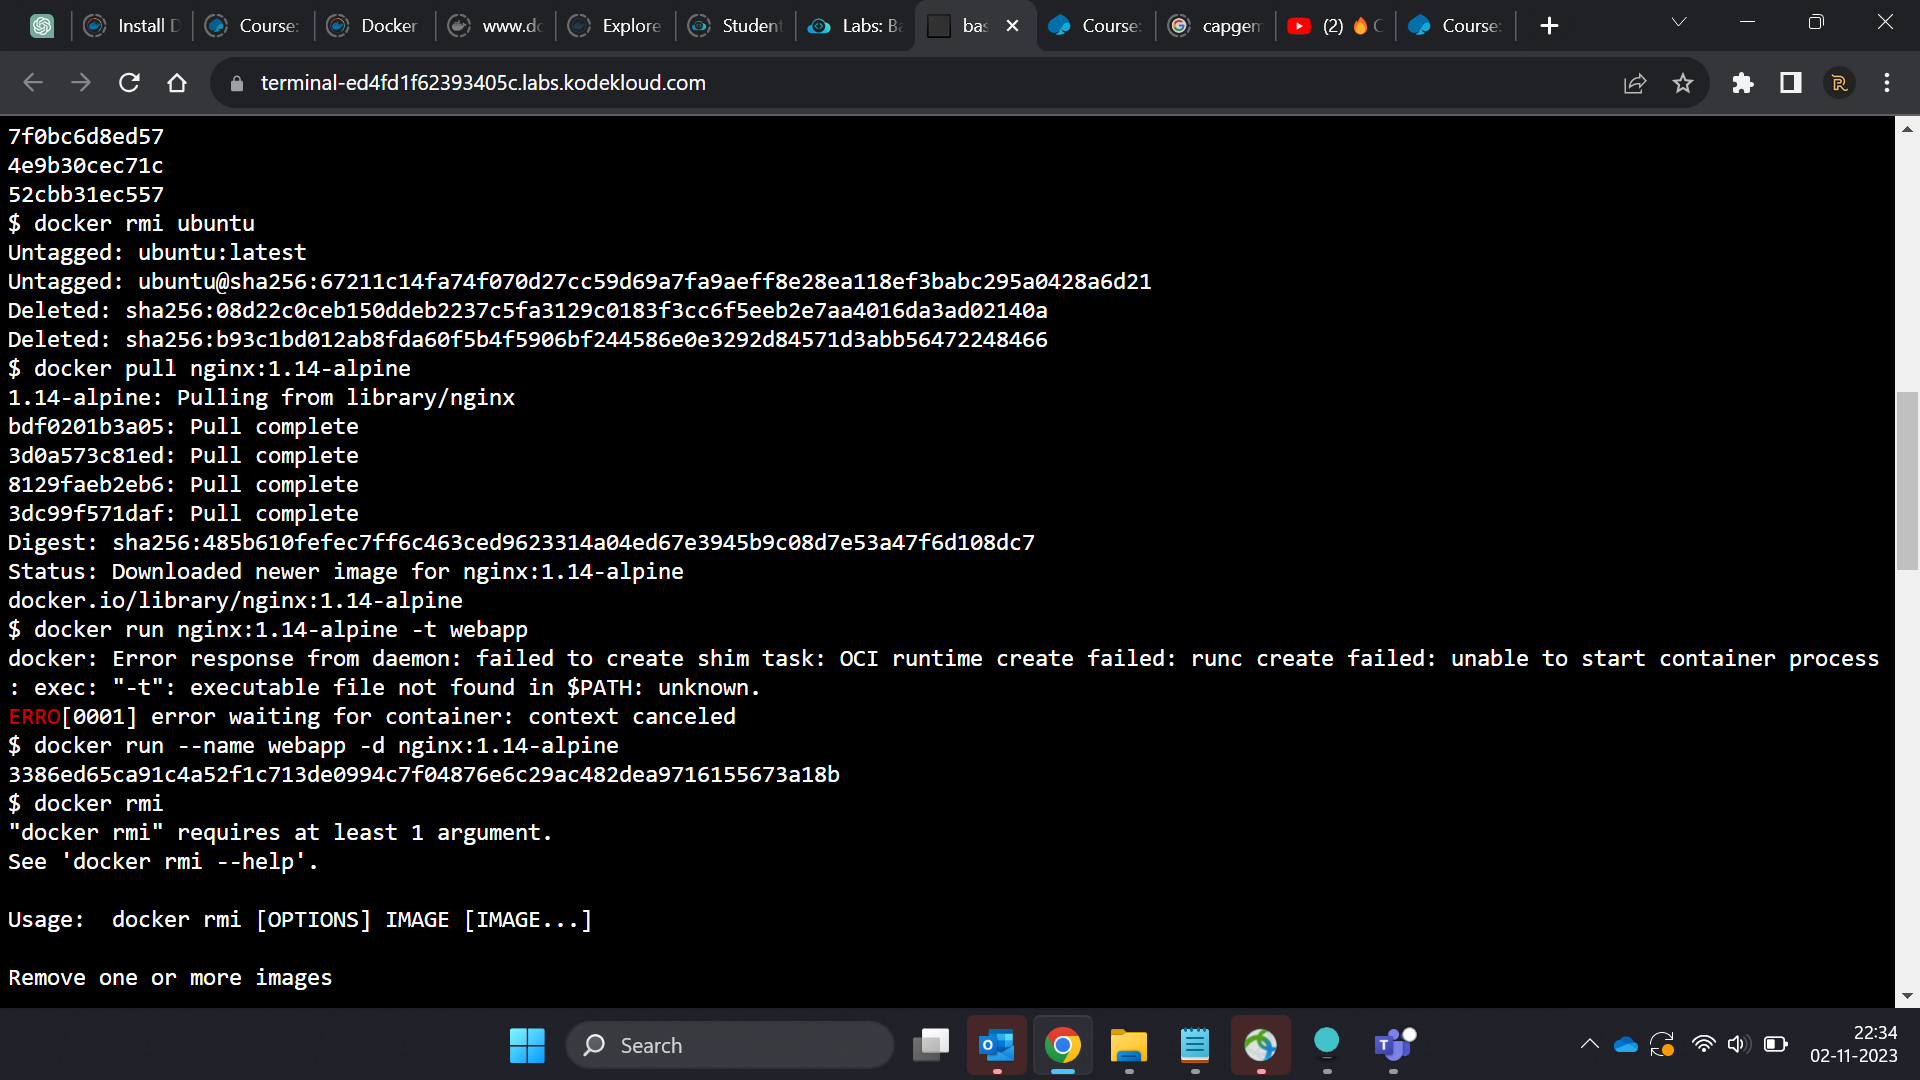 Install D
Course:
Docker
www.do
Explore
Student
Labs: Ba
bas
Course:
capgem
(2)
Course:
terminal-ed4fd1f62393405c.labs.kodekloud.com
7f0bc6d8ed57
4e9b30cec71c
52cbb31ec557
$ docker rmi ubuntu
Untagged: ubuntu:latest
Untagged: ubuntu@sha256:67211c14fa74f070d27cc59d69a7fa9aeff8e28ea118ef3babc295a0428a6d21
Deleted: sha256:08d22c0ceb150ddeb2237c5fa3129c0183f3cc6f5eeb2e7aa4016da3ad02140a
Deleted: sha256:b93c1bd012ab8fda60f5b4f5906bf244586e0e3292d84571d3abb56472248466
$ docker pull nginx:1.14-alpine
1.14-alpine: Pulling from library/nginx
bdf0201b3a05: Pull complete
3d0a573c81ed: Pull complete
8129faeb2eb6: Pull complete
3dc99f571daf: Pull complete
Digest: sha256:485b610fefec7ff6c463ced9623314a04ed67e3945b9c08d7e53a47f6d108dc7
Status: Downloaded newer image for nginx:1.14-alpine
docker.io/library/nginx:1.14-alpine
$ docker run nginx:1.14-alpine -t webapp
docker: Error response from daemon: failed to create shim task: OCI runtime create failed: runc create failed: unable to start container process
: exec: "-t": executable file not found in $PATH: unknown.
ERRO[0001] error waiting for container: context canceled
$ docker run --name webapp -d nginx:1.14-alpine
3386ed65ca91c4a52f1c713de0994c7f04876e6c29ac482dea9716155673a18b
$ docker rmi
"docker rmi" requires at least 1 argument.
See 'docker rmi --help'.
Usage:  docker rmi [OPTIONS] IMAGE [IMAGE...]
Remove one or more images
Search
22:34
02-11-2023